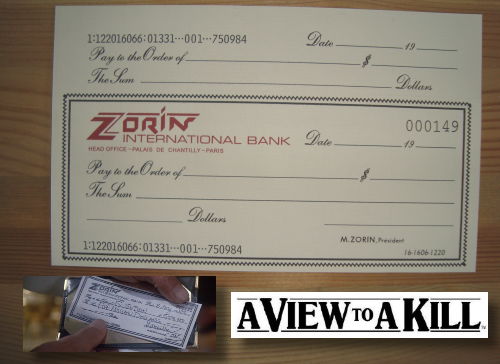 1:122016066:01331···001···750984
Date 19
Pay to the Order of $
The Sum Dollars
ZORIN
INTERNATIONAL BANK
HEAD OFFICE–PALAIS DE CHANTILLY–PARIS
000149
Date 19
Pay to the Order of $
The Sum
Dollars
M. ZORIN, President
1:122016066:01331···001···750984
16-1606-1220
ZORIN
A VIEW TO A KILL